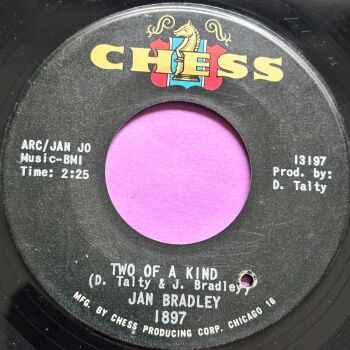 CHESS
ARC/JAN JO
Music-BMI
Time: 2:25
13197
Prod. by:
D. Talty
TWO OF A KIND
(D. Talty & J. Bradley)
JAN BRADLEY
1897
MFG. BY CHESS PRODUCING CORP. CHICAGO 16